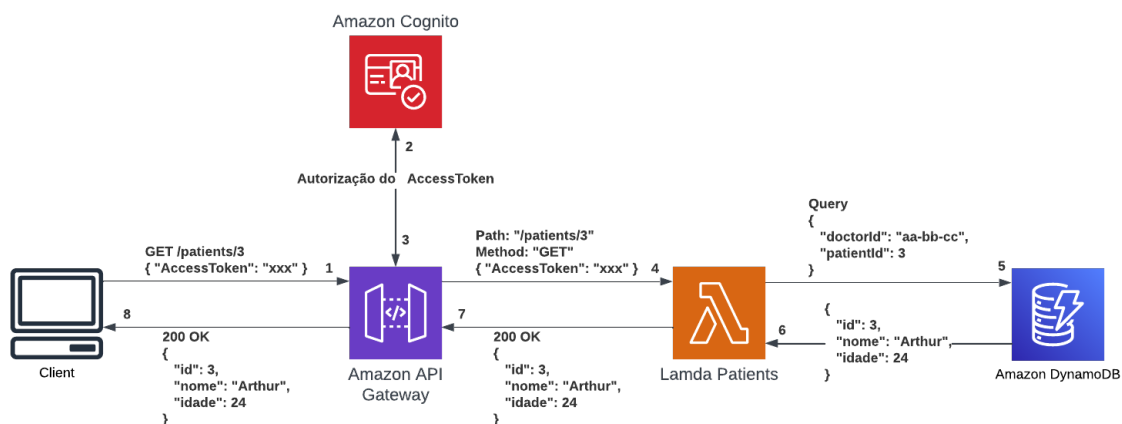 Amazon Cognito
2
Autorização do AccessToken
3
GET /patients/3
{ "AccessToken": "xxx" }
1
Path: "/patients/3"
Method: "GET"
{ "AccessToken": "xxx" }
4
Query
{
"doctorId": "aa-bb-cc",
"patientId": 3
}
5
8
200 OK
{
"id": 3,
"nome": "Arthur",
"idade": 24
}
7
200 OK
{
"id": 3,
"nome": "Arthur",
"idade": 24
}
6
{
"id": 3,
"nome": "Arthur",
"idade": 24
}
Client
Amazon API
Gateway
Lamda Patients
Amazon DynamoDB